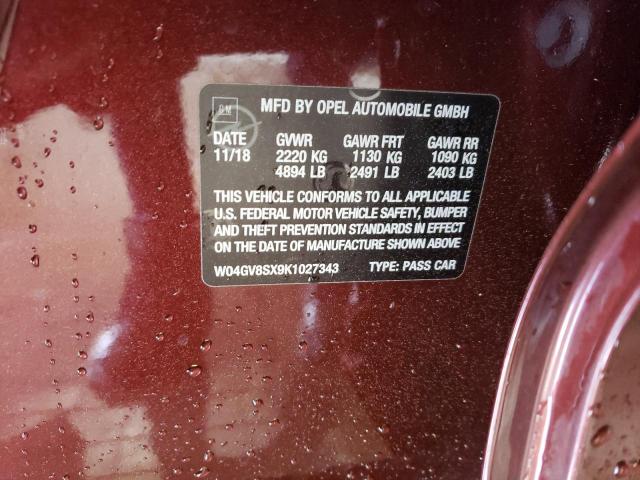 GM MFD BY OPEL AUTOMOBILE GMBH
DATE GVWR GAWR FRT GAWR RR
11/18 2220 KG 1130 KG 1090 KG
4894 LB 2491 LB 2403 LB
THIS VEHICLE CONFORMS TO ALL APPLICABLE
U.S. FEDERAL MOTOR VEHICLE SAFETY, BUMPER
AND THEFT PREVENTION STANDARDS IN EFFECT
ON THE DATE OF MANUFACTURE SHOWN ABOVE
W04GV8SX9K1027343 TYPE: PASS CAR